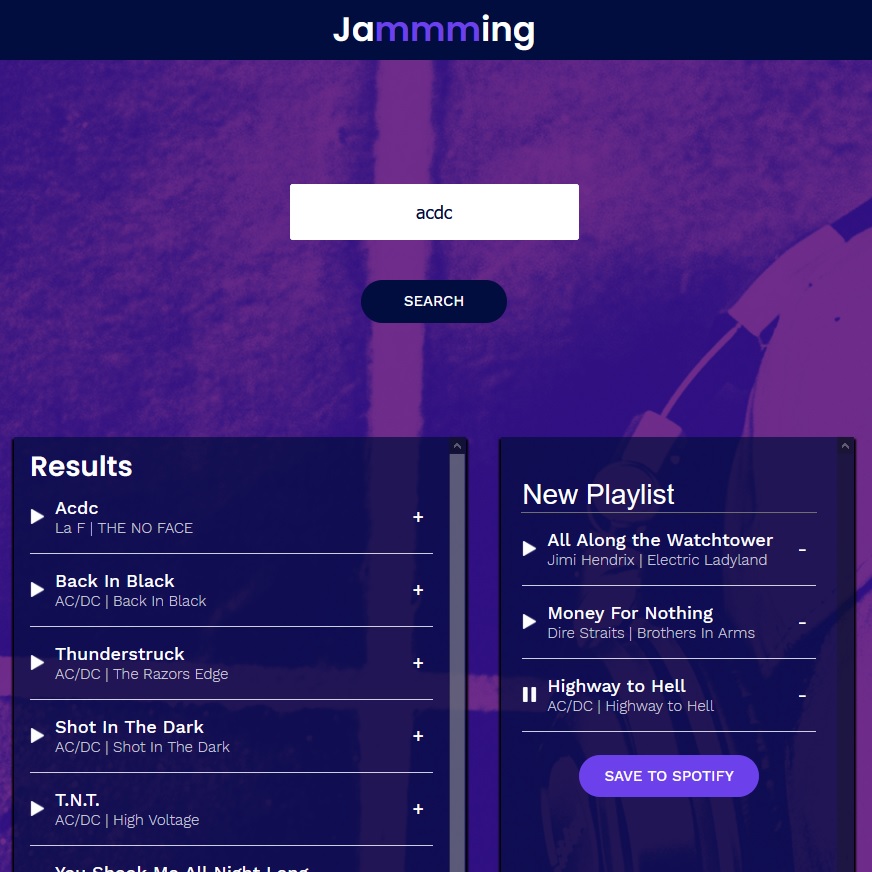 Jammming
acdc
SEARCH
Results
Acdc
La F | THE NO FACE
+
Back In Black
AC/DC | Back In Black
+
Thunderstruck
AC/DC | The Razors Edge
+
Shot In The Dark
AC/DC | Shot In The Dark
+
T.N.T.
AC/DC | High Voltage
+
You Shook Me All Night Long
New Playlist
All Along the Watchtower
Jimi Hendrix | Electric Ladyland
-
Money For Nothing
Dire Straits | Brothers In Arms
-
Highway to Hell
AC/DC | Highway to Hell
-
SAVE TO SPOTIFY